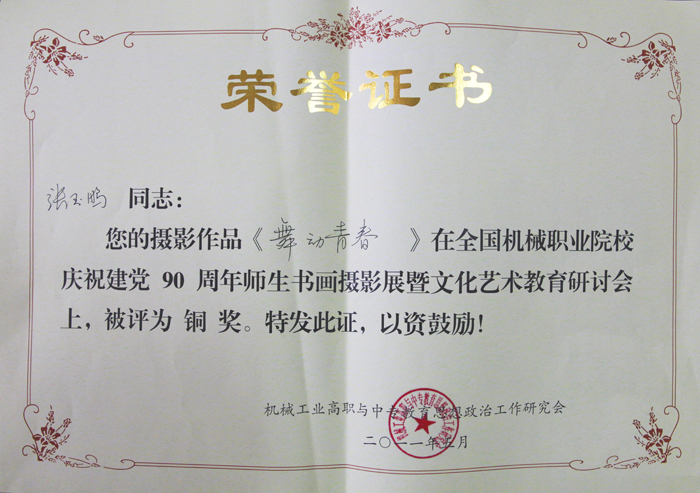 荣誉证书
张玉鸣 同志：
您的摄影作品《舞动青春 》在全国机械职业院校
庆祝建党 90 周年师生书画摄影展暨文化艺术教育研讨会
上，被评为 铜 奖。特发此证，以资鼓励！
机械工业高职与中专教育思想政治工作研究会
二〇一一年 月